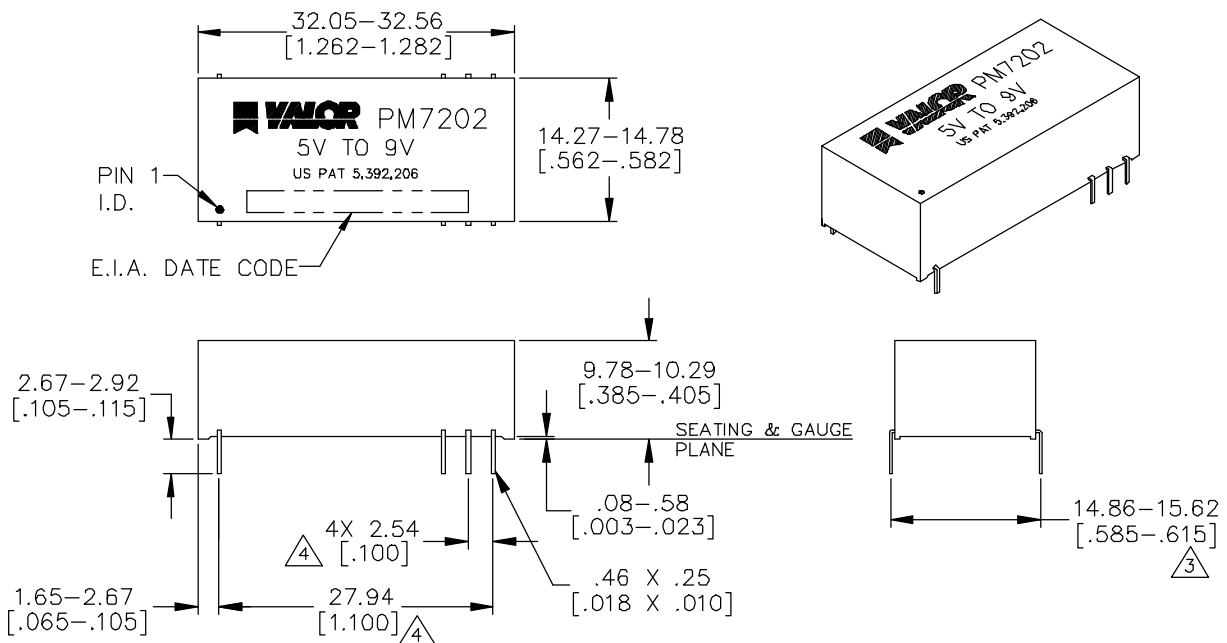 32.05–32.56
[1.262–1.282]
VALOR PM7202
5V TO 9V
US PAT 5,392,206
14.27–14.78
[.562–.582]
PIN 1
I.D.
E.I.A. DATE CODE
VALOR PM7202
5V TO 9V
US PAT 5,392,206
2.67–2.92
[.105–.115]
9.78–10.29
[.385–.405]
SEATING & GAUGE
PLANE
.08–.58
[.003–.023]
4X 2.54
[.100]
4
.46 X .25
[.018 X .010]
1.65–2.67
[.065–.105]
27.94
[1.100]
4
14.86–15.62
[.585–.615]
3